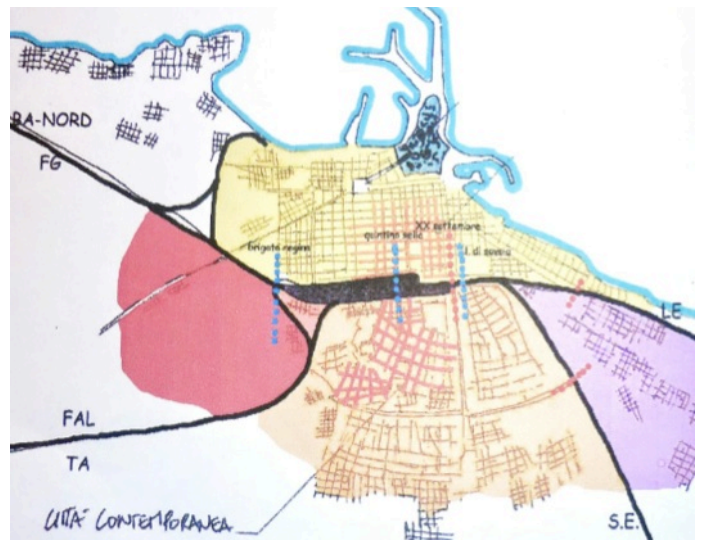 BA-NORD
FG
XX settembre
quintino sella
brigata regina
l. di savoia
LE
FAL
TA
CITTÀ CONTEMPORANEA
S.E.